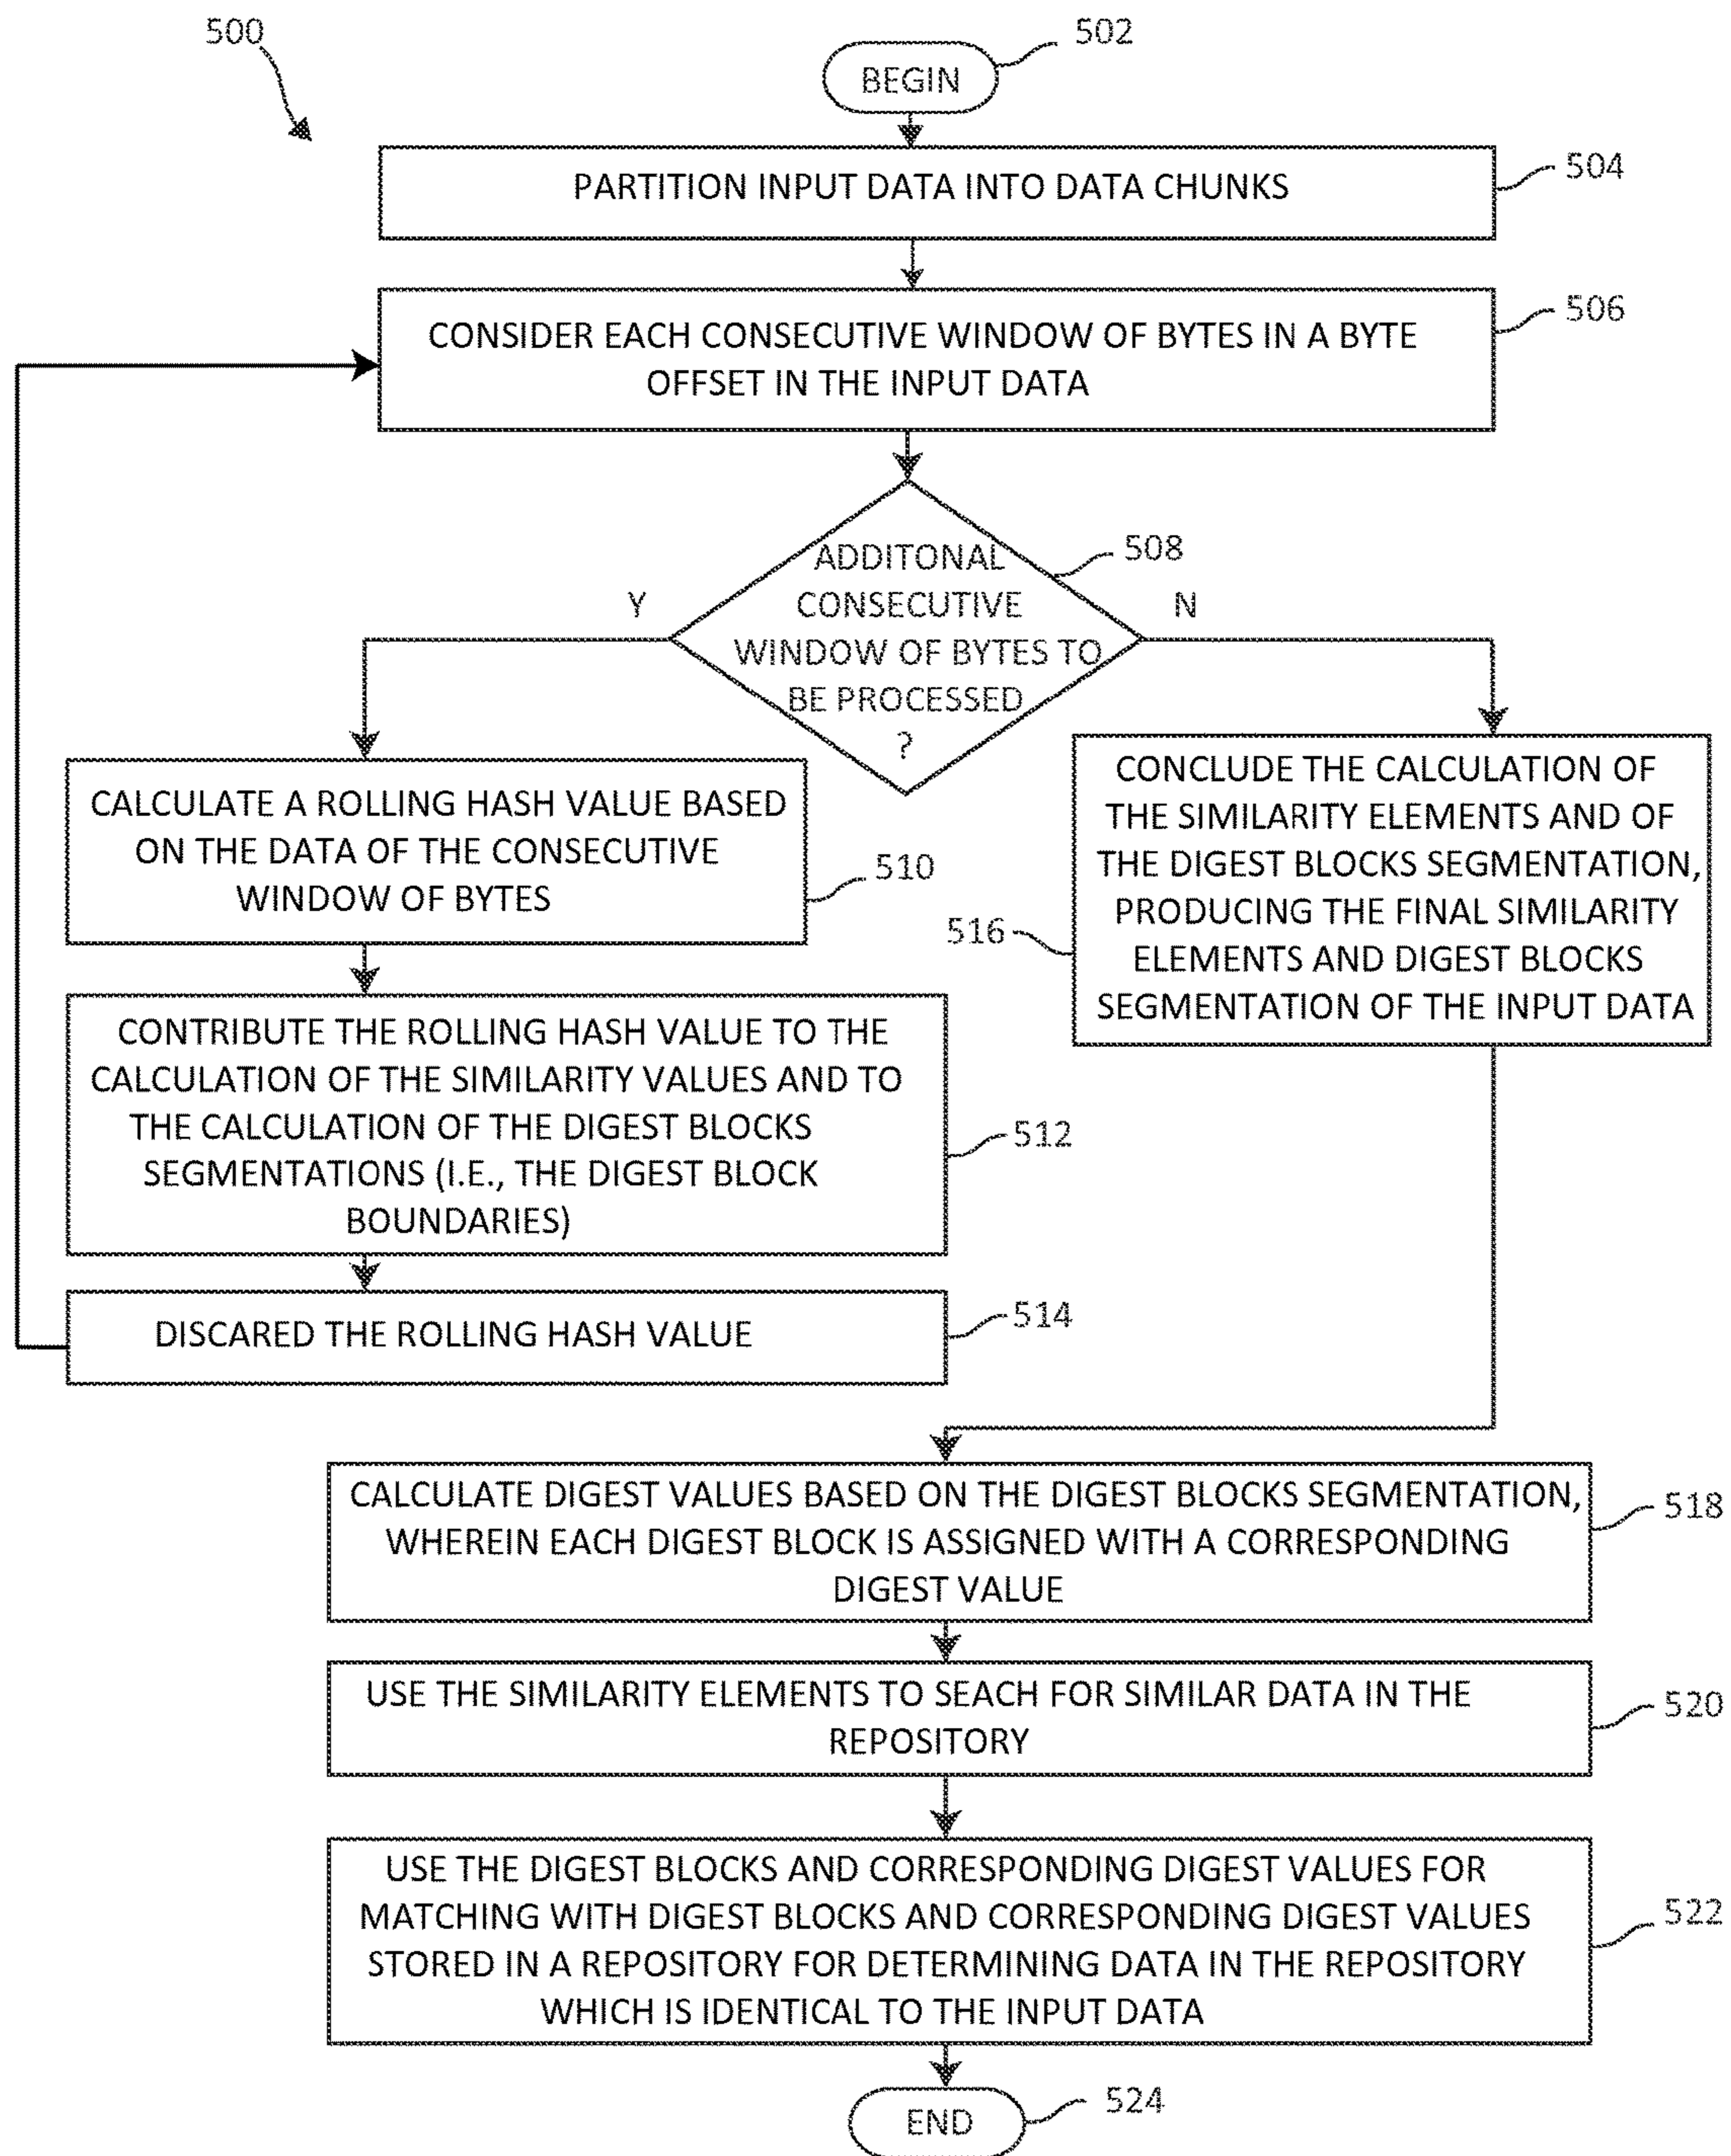 500
502
BEGIN
PARTITION INPUT DATA INTO DATA CHUNKS
504
CONSIDER EACH CONSECUTIVE WINDOW OF BYTES IN A BYTE
OFFSET IN THE INPUT DATA
506
ADDITONAL
CONSECUTIVE
WINDOW OF BYTES TO
BE PROCESSED
?
508
Y
N
CALCULATE A ROLLING HASH VALUE BASED
ON THE DATA OF THE CONSECUTIVE
WINDOW OF BYTES
510
CONTRIBUTE THE ROLLING HASH VALUE TO THE
CALCULATION OF THE SIMILARITY VALUES AND TO
THE CALCULATION OF THE DIGEST BLOCKS
SEGMENTATIONS (I.E., THE DIGEST BLOCK
BOUNDARIES)
512
DISCARED THE ROLLING HASH VALUE
514
CONCLUDE THE CALCULATION OF
THE SIMILARITY ELEMENTS AND OF
THE DIGEST BLOCKS SEGMENTATION,
PRODUCING THE FINAL SIMILARITY
ELEMENTS AND DIGEST BLOCKS
SEGMENTATION OF THE INPUT DATA
516
CALCULATE DIGEST VALUES BASED ON THE DIGEST BLOCKS SEGMENTATION,
WHEREIN EACH DIGEST BLOCK IS ASSIGNED WITH A CORRESPONDING
DIGEST VALUE
518
USE THE SIMILARITY ELEMENTS TO SEACH FOR SIMILAR DATA IN THE
REPOSITORY
520
USE THE DIGEST BLOCKS AND CORRESPONDING DIGEST VALUES FOR
MATCHING WITH DIGEST BLOCKS AND CORRESPONDING DIGEST VALUES
STORED IN A REPOSITORY FOR DETERMINING DATA IN THE REPOSITORY
WHICH IS IDENTICAL TO THE INPUT DATA
522
END
524